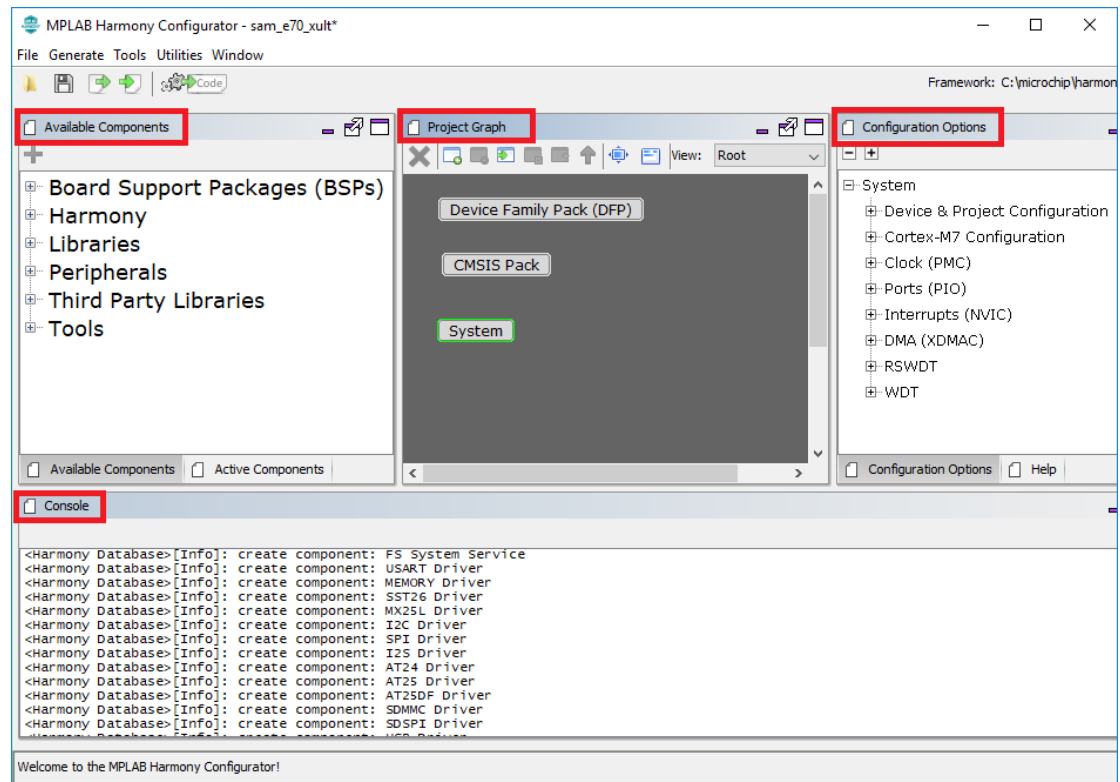 MPLAB Harmony Configurator - sam_e70_xult*
File Generate Tools Utilities Window
Code
Framework: C:\microchip\harmon
Available Components
Board Support Packages (BSPs)
Harmony
Libraries
Peripherals
Third Party Libraries
Tools
Available Components Active Components
Project Graph
View: Root
Device Family Pack (DFP)
CMSIS Pack
System
Configuration Options
System
Device & Project Configuration
Cortex-M7 Configuration
Clock (PMC)
Ports (PIO)
Interrupts (NVIC)
DMA (XDMAC)
RSWDT
WDT
Configuration Options Help
Console
<Harmony Database>[Info]: create component: FS System Service
<Harmony Database>[Info]: create component: USART Driver
<Harmony Database>[Info]: create component: MEMORY Driver
<Harmony Database>[Info]: create component: SST26 Driver
<Harmony Database>[Info]: create component: MX25L Driver
<Harmony Database>[Info]: create component: I2C Driver
<Harmony Database>[Info]: create component: SPI Driver
<Harmony Database>[Info]: create component: I2S Driver
<Harmony Database>[Info]: create component: AT24 Driver
<Harmony Database>[Info]: create component: AT25 Driver
<Harmony Database>[Info]: create component: AT25DF Driver
<Harmony Database>[Info]: create component: SDMMC Driver
<Harmony Database>[Info]: create component: SDSPI Driver
Welcome to the MPLAB Harmony Configurator!